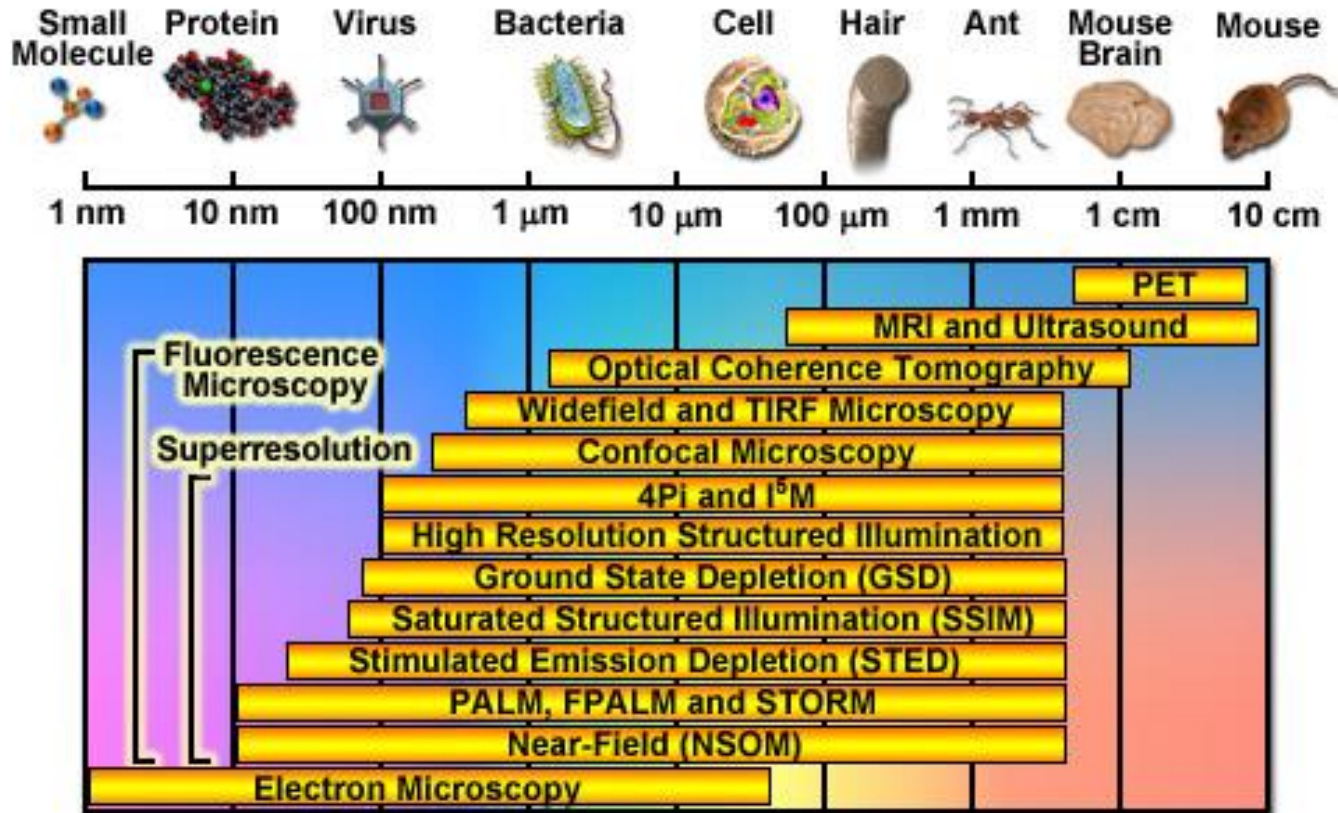 Small
Molecule
Protein
Virus
Bacteria
Cell
Hair
Ant
Mouse
Brain
Mouse
1 nm
10 nm
100 nm
1 μm
10 μm
100 μm
1 mm
1 cm
10 cm
PET
MRI and Ultrasound
Fluorescence
Microscopy
Optical Coherence Tomography
Widefield and TIRF Microscopy
Superresolution
Confocal Microscopy
4Pi and I⁵M
High Resolution Structured Illumination
Ground State Depletion (GSD)
Saturated Structured Illumination (SSIM)
Stimulated Emission Depletion (STED)
PALM, FPALM and STORM
Near-Field (NSOM)
Electron Microscopy